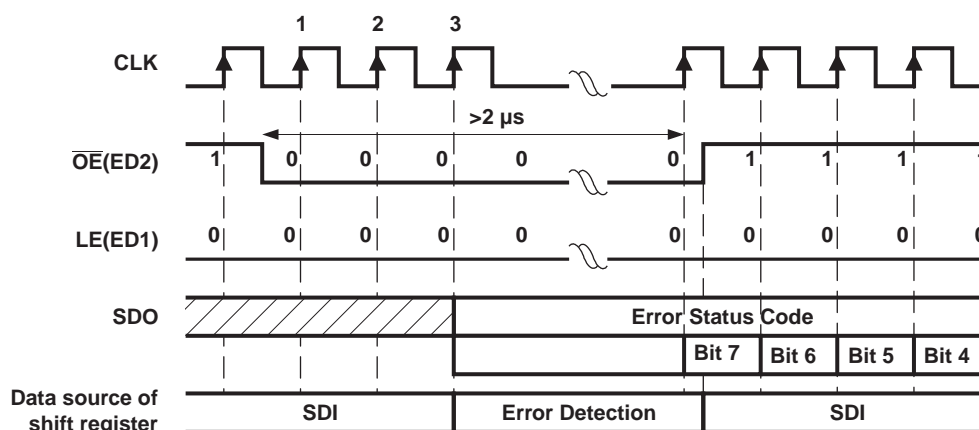 1 2 3
CLK
>2 µs
OE(ED2)
1 0 0 0 0 0 1 1 1 1
LE(ED1)
0 0 0 0 0 0 0 0 0 0
SDO
Error Status Code
Bit 7 Bit 6 Bit 5 Bit 4
Data source of
shift register
SDI Error Detection SDI